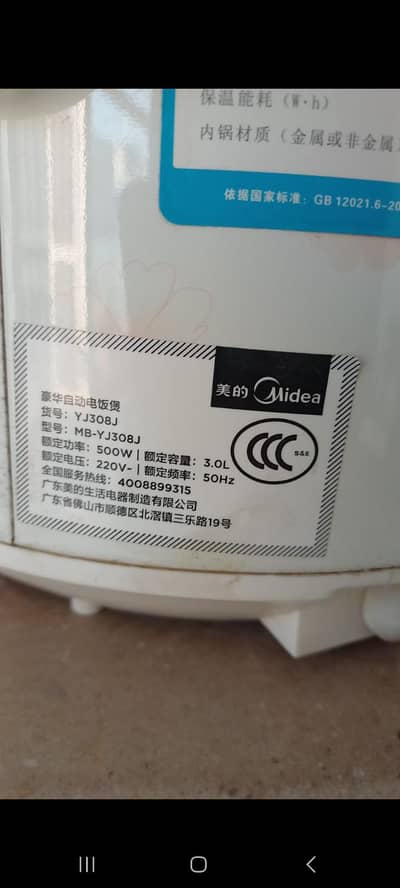 保温能耗（W·h）
内锅材质（金属或非金属
依据国家标准：GB 12021.6-20
美的 Midea
豪华自动电饭煲
货号：YJ308J
型号：MB-YJ308J
额定功率：500W | 额定容量：3.0L
额定电压：220V~ | 额定频率：50Hz
全国服务热线：4008899315
广东美的生活电器制造有限公司
广东省佛山市顺德区北滘镇三乐路19号
CCC S&E